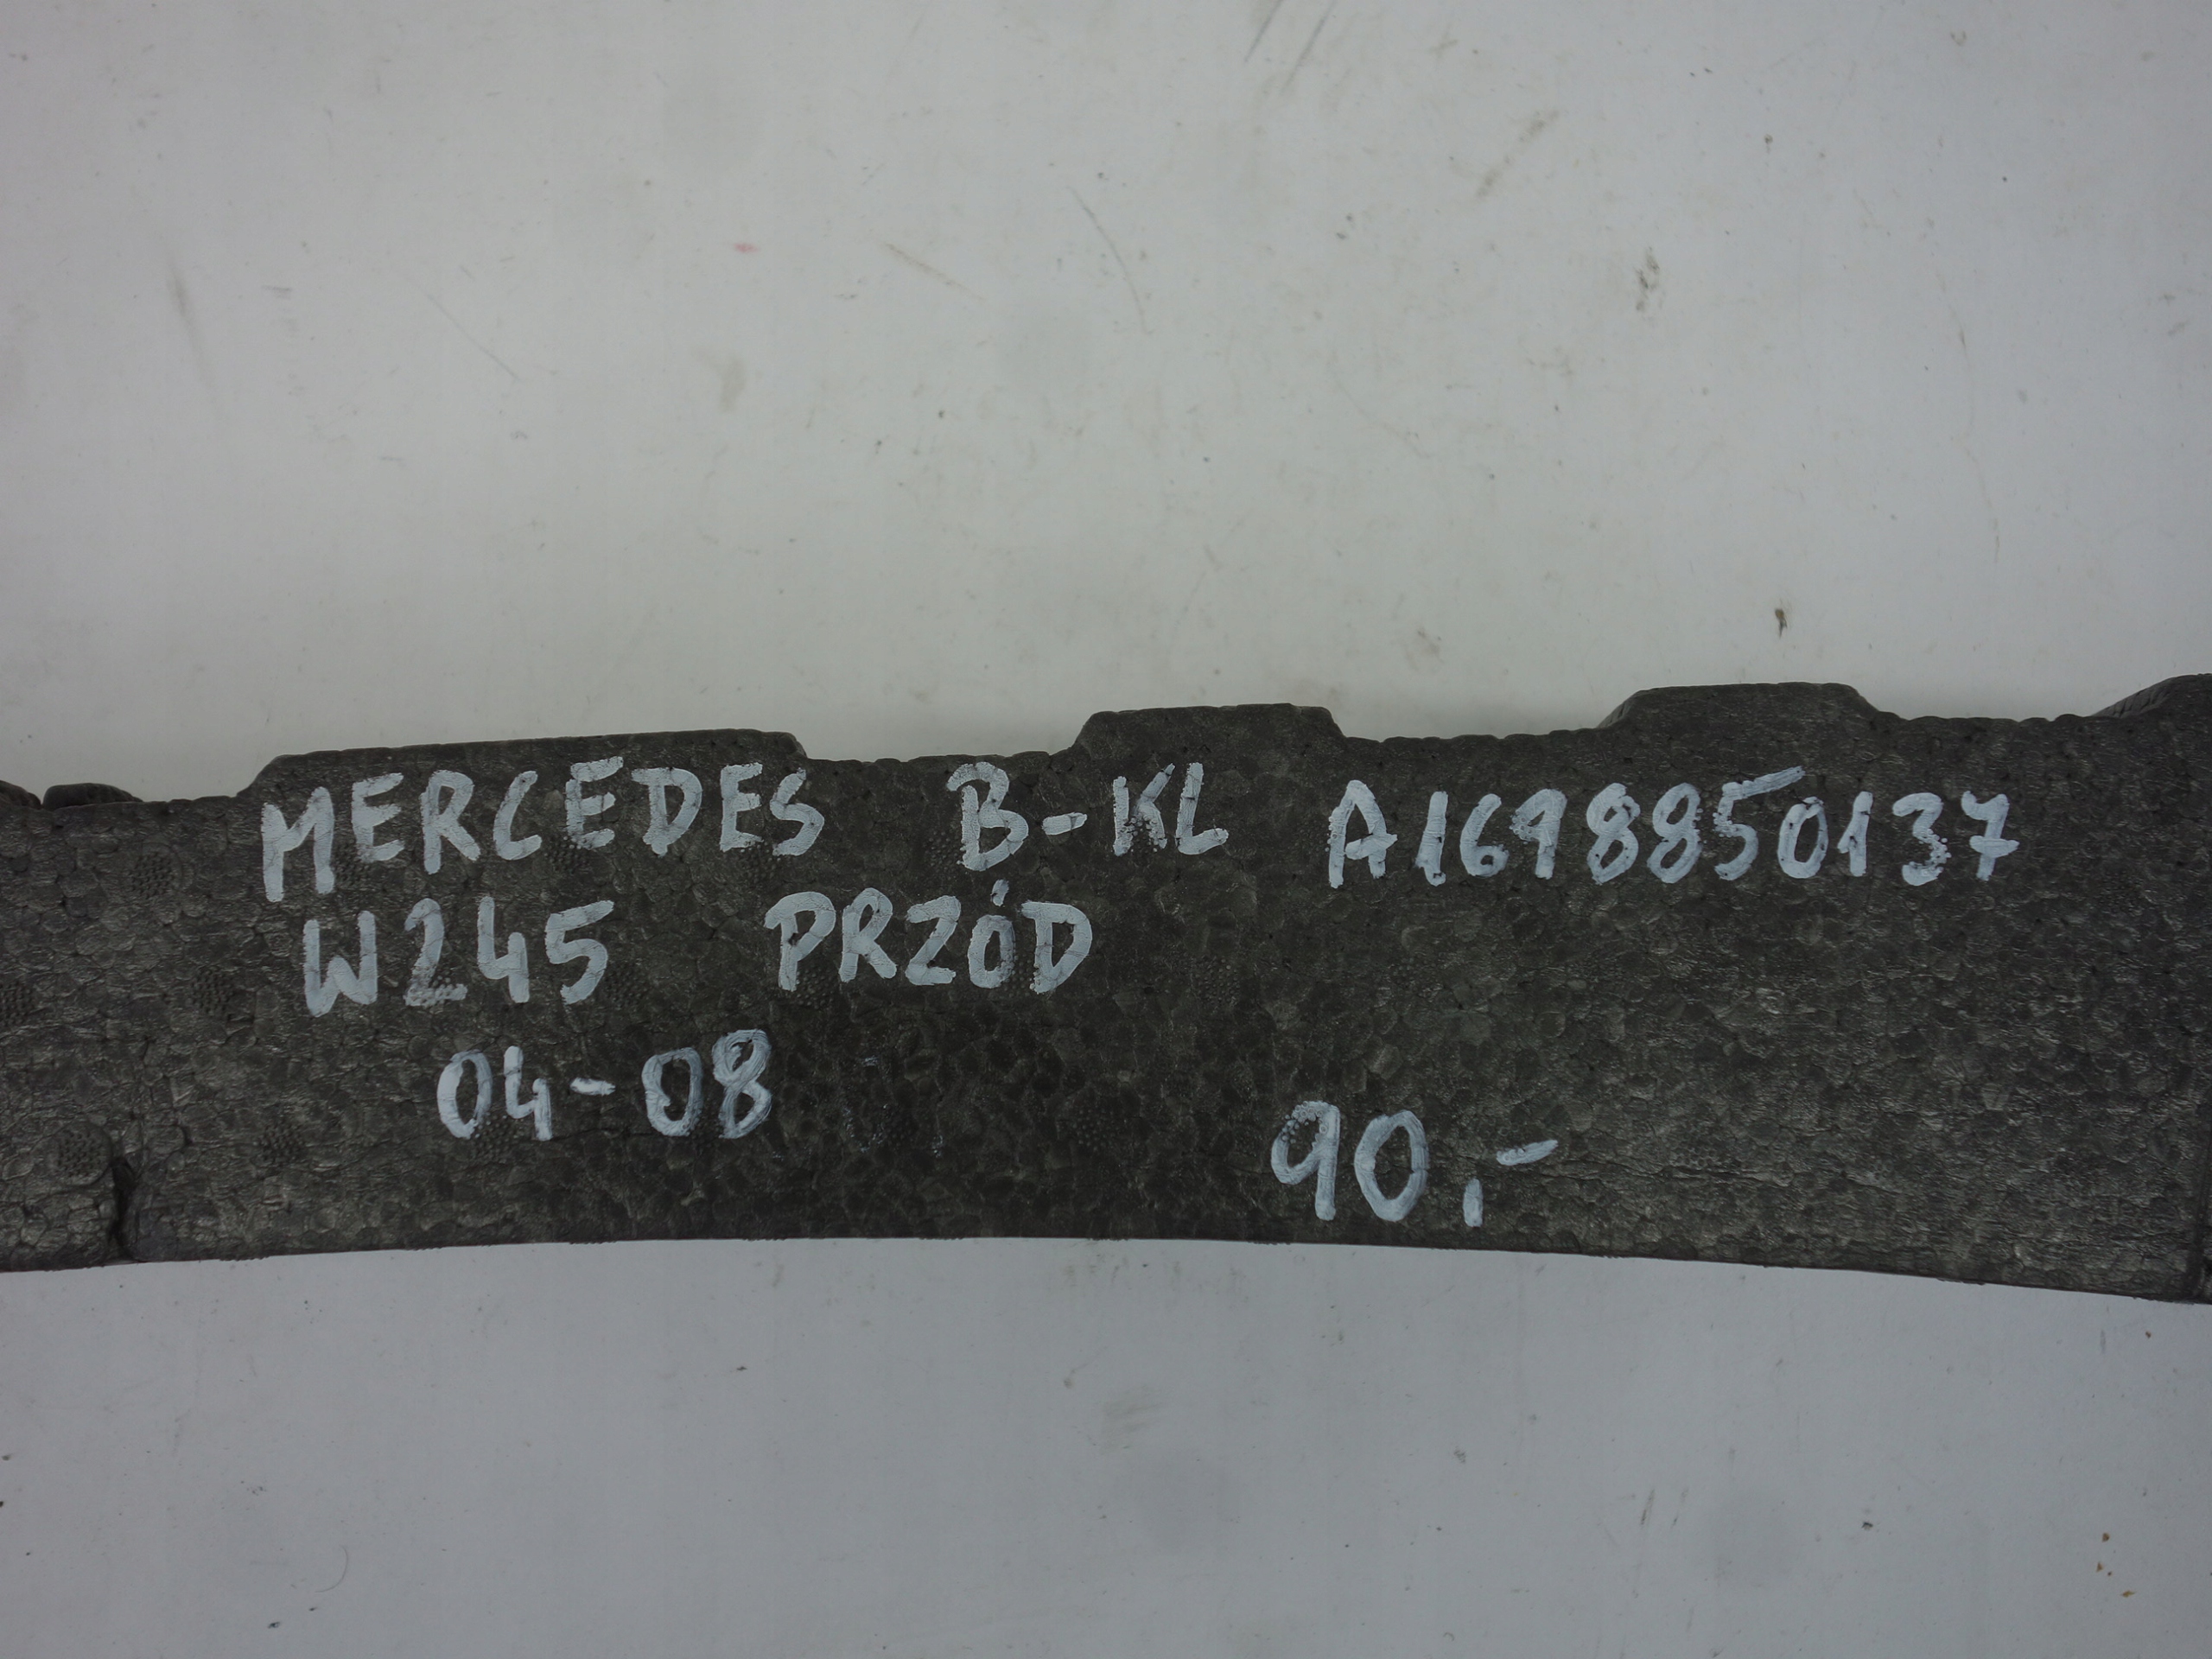 MERCEDES B-KL A1698850137
W245 PRZÓD
04-08
90,-